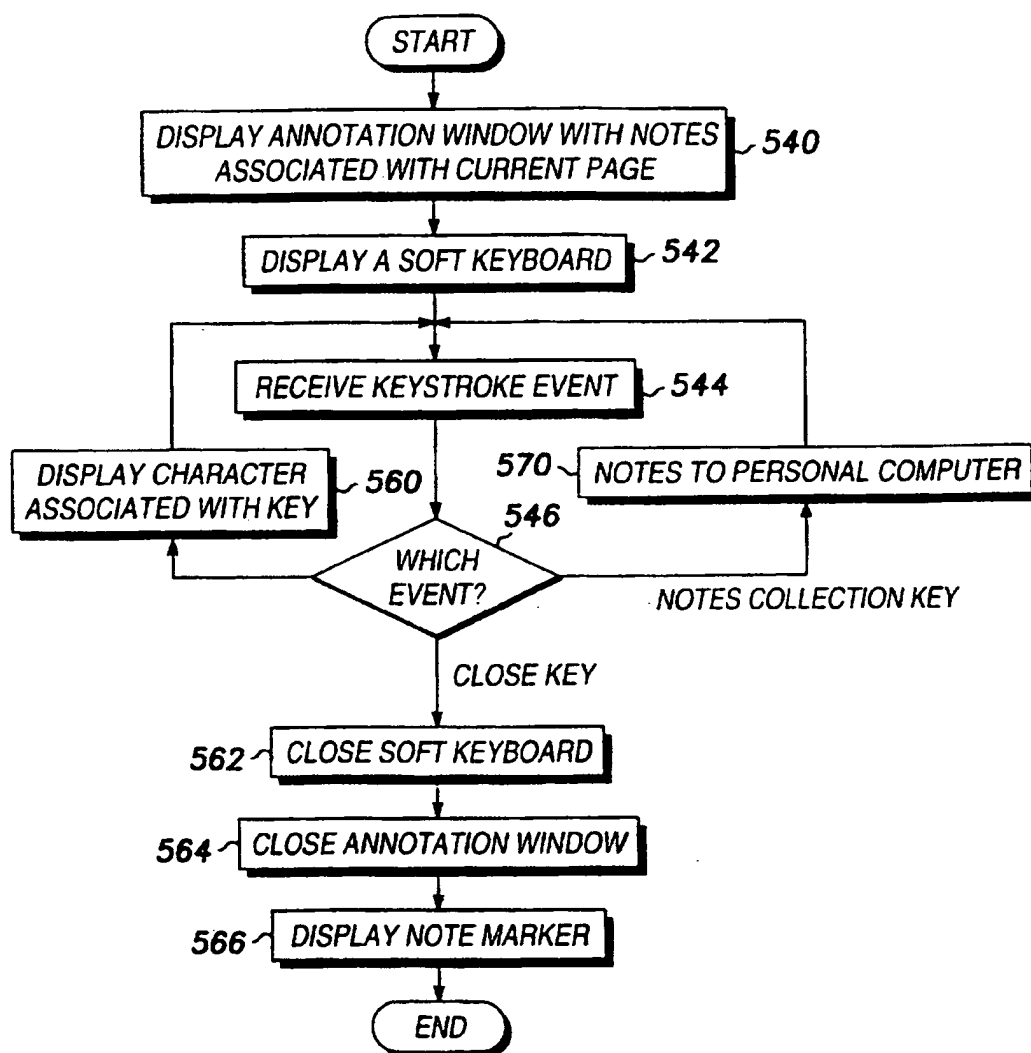 START
DISPLAY ANNOTATION WINDOW WITH NOTES
ASSOCIATED WITH CURRENT PAGE
540
DISPLAY A SOFT KEYBOARD
542
RECEIVE KEYSTROKE EVENT
544
DISPLAY CHARACTER
ASSOCIATED WITH KEY
560
570
NOTES TO PERSONAL COMPUTER
546
WHICH
EVENT?
NOTES COLLECTION KEY
CLOSE KEY
562
CLOSE SOFT KEYBOARD
564
CLOSE ANNOTATION WINDOW
566
DISPLAY NOTE MARKER
END